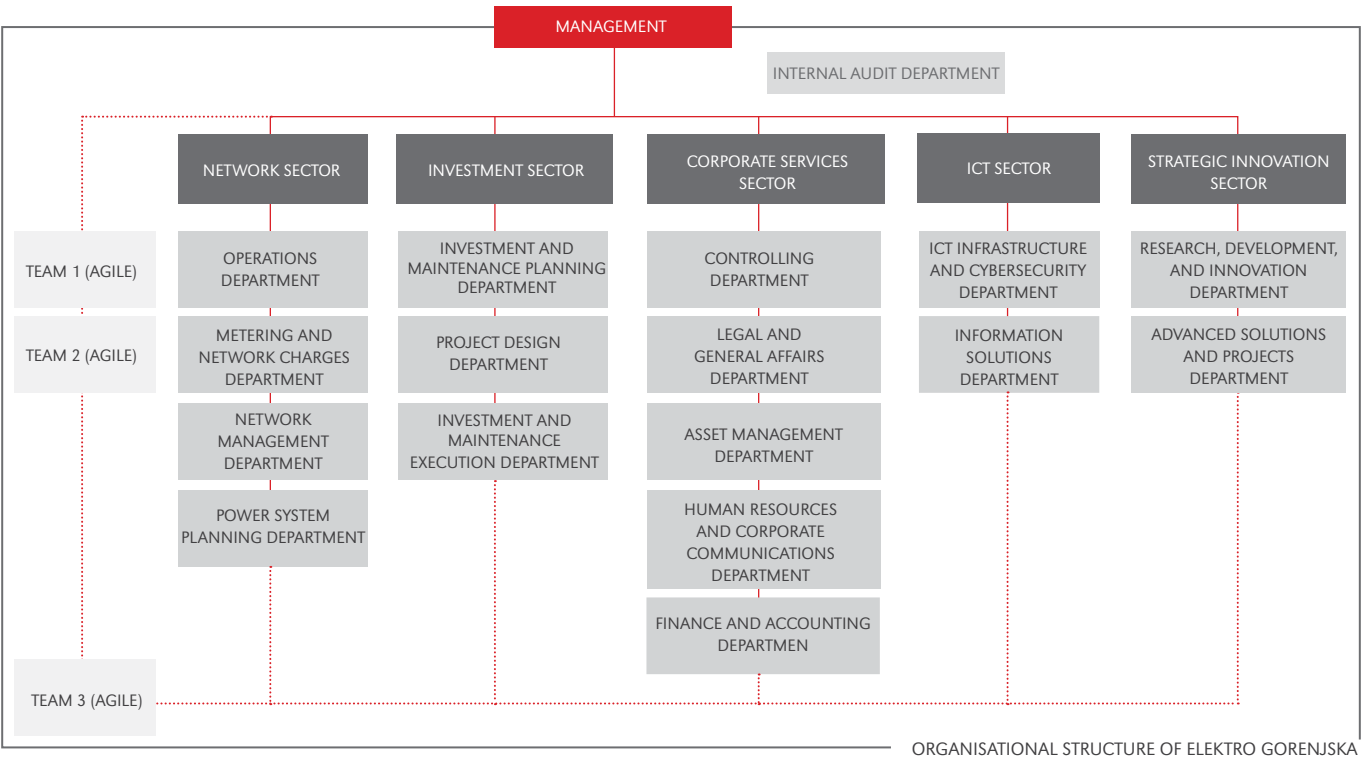 MANAGEMENT
INTERNAL AUDIT DEPARTMENT
NETWORK SECTOR
INVESTMENT SECTOR
CORPORATE SERVICES
SECTOR
ICT SECTOR
STRATEGIC INNOVATION
SECTOR
TEAM 1 (AGILE)
OPERATIONS
DEPARTMENT
INVESTMENT AND
MAINTENANCE PLANNING
DEPARTMENT
CONTROLLING
DEPARTMENT
ICT INFRASTRUCTURE
AND CYBERSECURITY
DEPARTMENT
RESEARCH, DEVELOPMENT,
AND INNOVATION
DEPARTMENT
TEAM 2 (AGILE)
METERING AND
NETWORK CHARGES
DEPARTMENT
PROJECT DESIGN
DEPARTMENT
LEGAL AND
GENERAL AFFAIRS
DEPARTMENT
INFORMATION
SOLUTIONS
DEPARTMENT
ADVANCED SOLUTIONS
AND PROJECTS
DEPARTMENT
NETWORK
MANAGEMENT
DEPARTMENT
INVESTMENT AND
MAINTENANCE
EXECUTION DEPARTMENT
ASSET MANAGEMENT
DEPARTMENT
POWER SYSTEM
PLANNING DEPARTMENT
HUMAN RESOURCES
AND CORPORATE
COMMUNICATIONS
DEPARTMENT
FINANCE AND ACCOUNTING
DEPARTMEN
TEAM 3 (AGILE)
ORGANISATIONAL STRUCTURE OF ELEKTRO GORENJSKA